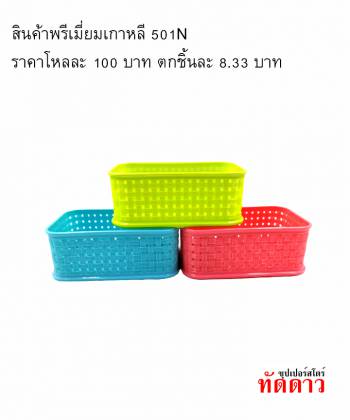 สินค้าพรีเมี่ยมเกาหลี 501N
ราคาโหลละ 100 บาท ตกชิ้นละ 8.33 บาท
ซุปเปอร์สโตร์
ทัดดาว